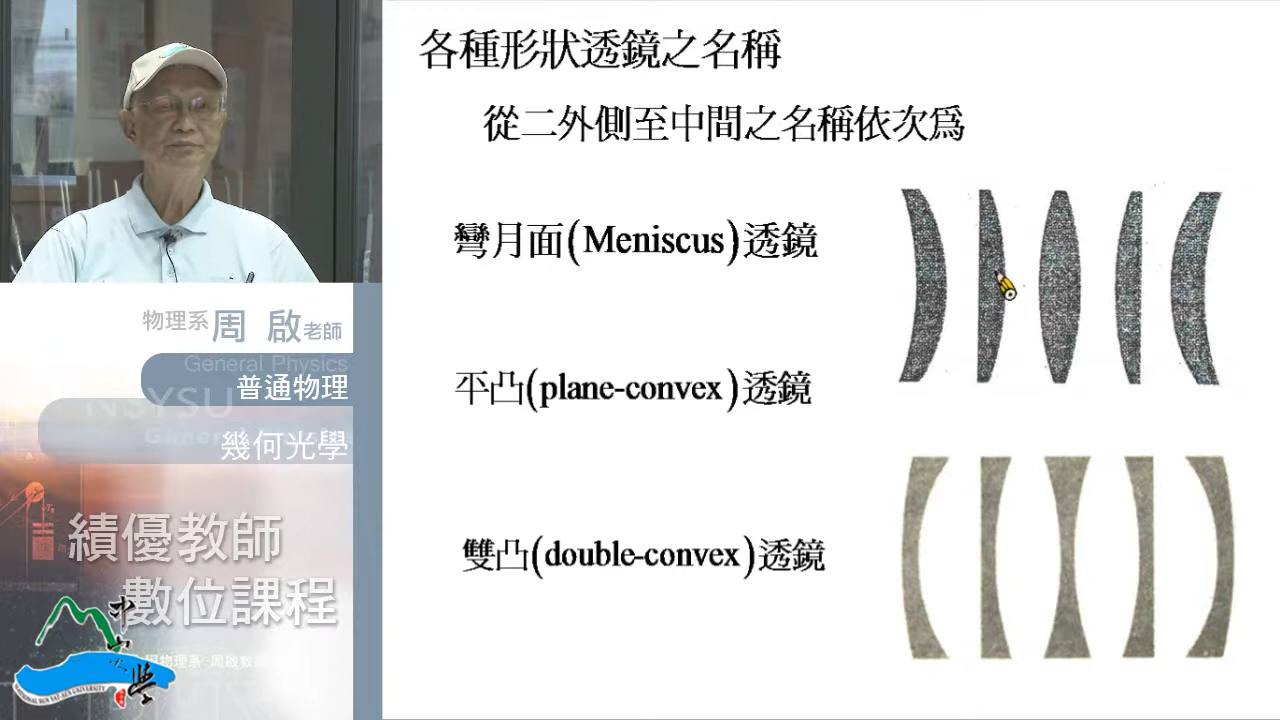 各種形狀透鏡之名稱
從二外側至中間之名稱依次為
彎月面(Meniscus)透鏡
平凸(plane-convex)透鏡
雙凸(double-convex)透鏡
物理系周 啟老師
General Physics
普通物理
NSYSU
幾何光學
績優教師
數位課程